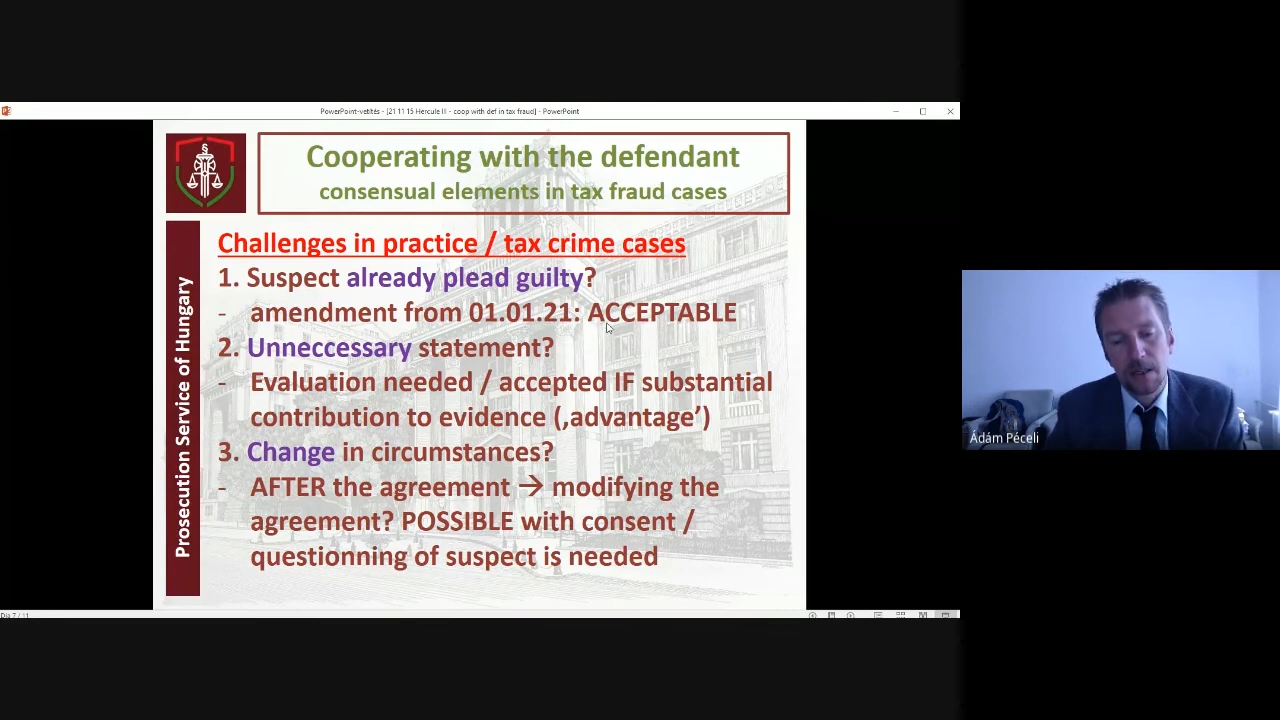 PowerPoint-vetítés - [21 11 15 Hercule III - coop with def in tax fraud] - PowerPoint
§
Cooperating with the defendant
consensual elements in tax fraud cases
Prosecution Service of Hungary
Challenges in practice / tax crime cases
1. Suspect already plead guilty?
- amendment from 01.01.21: ACCEPTABLE
2. Unneccessary statement?
- Evaluation needed / accepted IF substantial
contribution to evidence (‚advantage’)
3. Change in circumstances?
- AFTER the agreement → modifying the
agreement? POSSIBLE with consent /
questionning of suspect is needed
Dia 7 / 11
Ádám Péceli